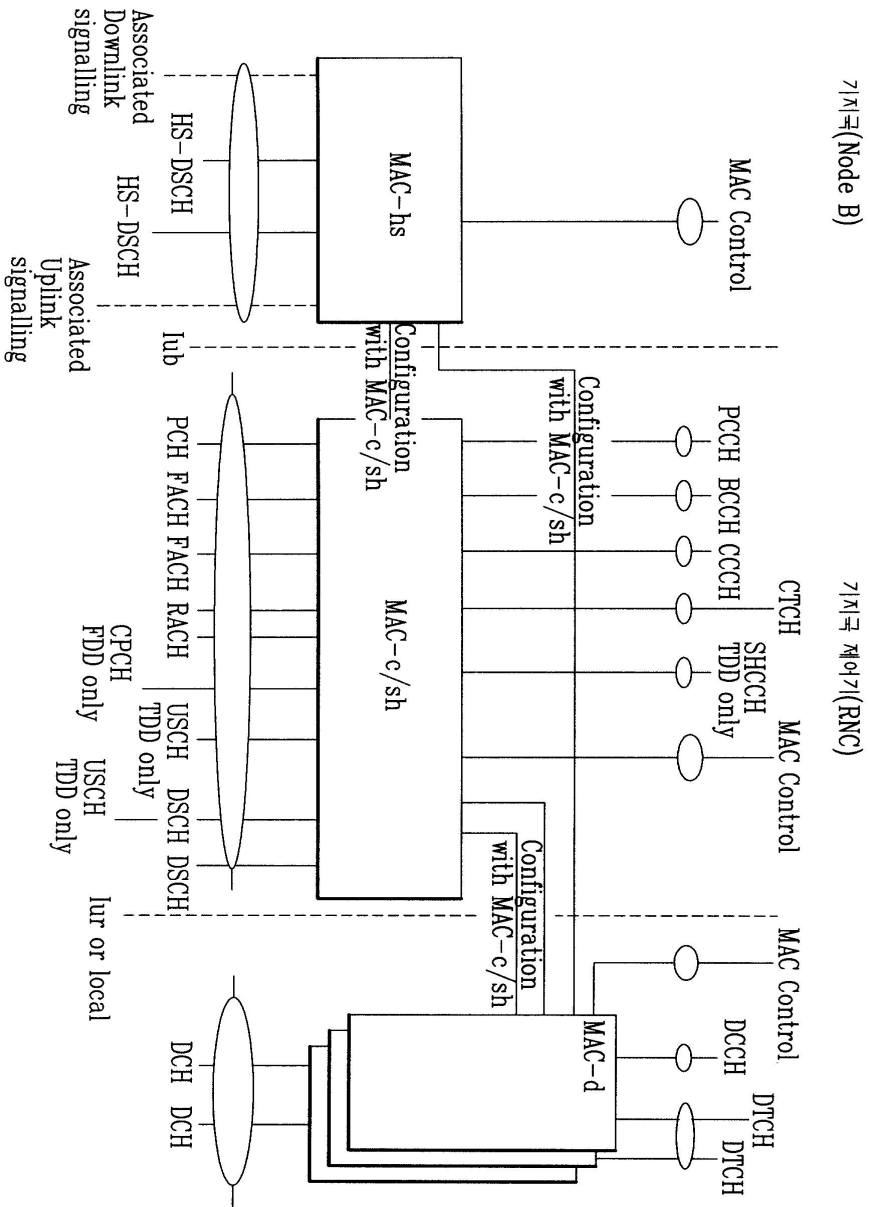 기지국(Node B)
기지국 제어기(RNC)
MAC Control
PCCH
BCCH
CCCH
CTCH
SHCCH
TDD only
MAC Control
MAC Control
DCCH
DTCH
DTCH
Configuration
with MAC-c/sh
Configuration
with MAC-c/sh
Configuration
with MAC-c/sh
MAC-hs
MAC-c/sh
MAC-d
Associated
Downlink
signalling
HS-DSCH
HS-DSCH
Associated
Uplink
signalling
Iub
PCH
FACH
FACH
RACH
CPCH
FDD only
USCH
TDD only
USCH
TDD only
DSCH
DSCH
Iur or local
DCH
DCH